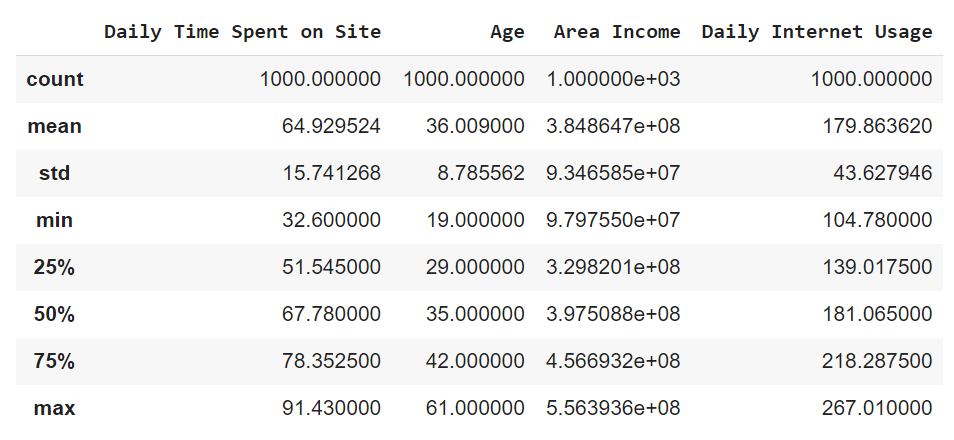 Daily Time Spent on Site Age Area Income Daily Internet Usage
count 1000.000000 1000.000000 1.000000e+03 1000.000000
mean 64.929524 36.009000 3.848647e+08 179.863620
std 15.741268 8.785562 9.346585e+07 43.627946
min 32.600000 19.000000 9.797550e+07 104.780000
25% 51.545000 29.000000 3.298201e+08 139.017500
50% 67.780000 35.000000 3.975088e+08 181.065000
75% 78.352500 42.000000 4.566932e+08 218.287500
max 91.430000 61.000000 5.563936e+08 267.010000